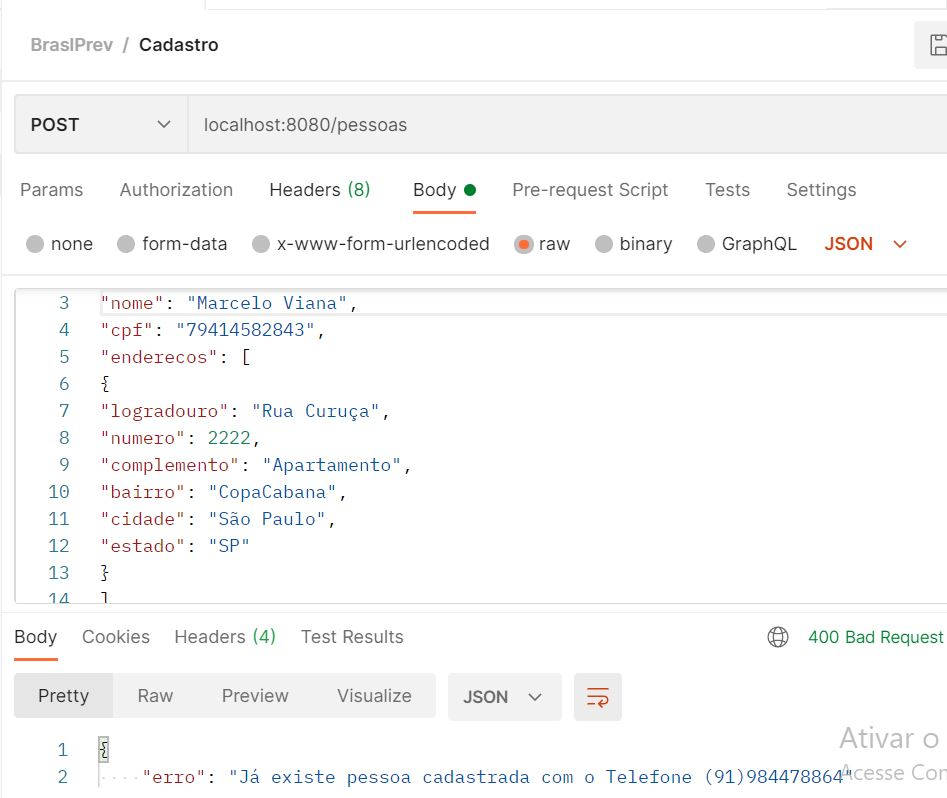 BraslPrev / Cadastro
POST localhost:8080/pessoas
Params Authorization Headers (8) Body Pre-request Script Tests Settings
none form-data x-www-form-urlencoded raw binary GraphQL JSON
3 "nome": "Marcelo Viana",
4 "cpf": "79414582843",
5 "enderecos": [
6 {
7 "logradouro": "Rua Curuça",
8 "numero": 2222,
9 "complemento": "Apartamento",
10 "bairro": "CopaCabana",
11 "cidade": "São Paulo",
12 "estado": "SP"
13 }
14 ]
Body Cookies Headers (4) Test Results 400 Bad Request
Pretty Raw Preview Visualize JSON
Ativar o
1 {
2 "erro": "Já existe pessoa cadastrada com o Telefone (91)984478864"
Acesse